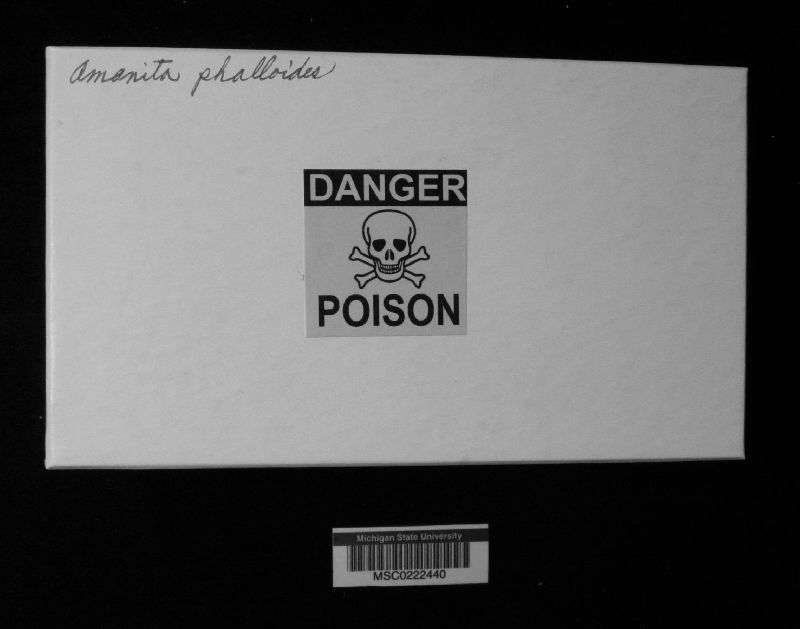 Amanita phalloides
DANGER
POISON
Michigan State University
MSC0222440